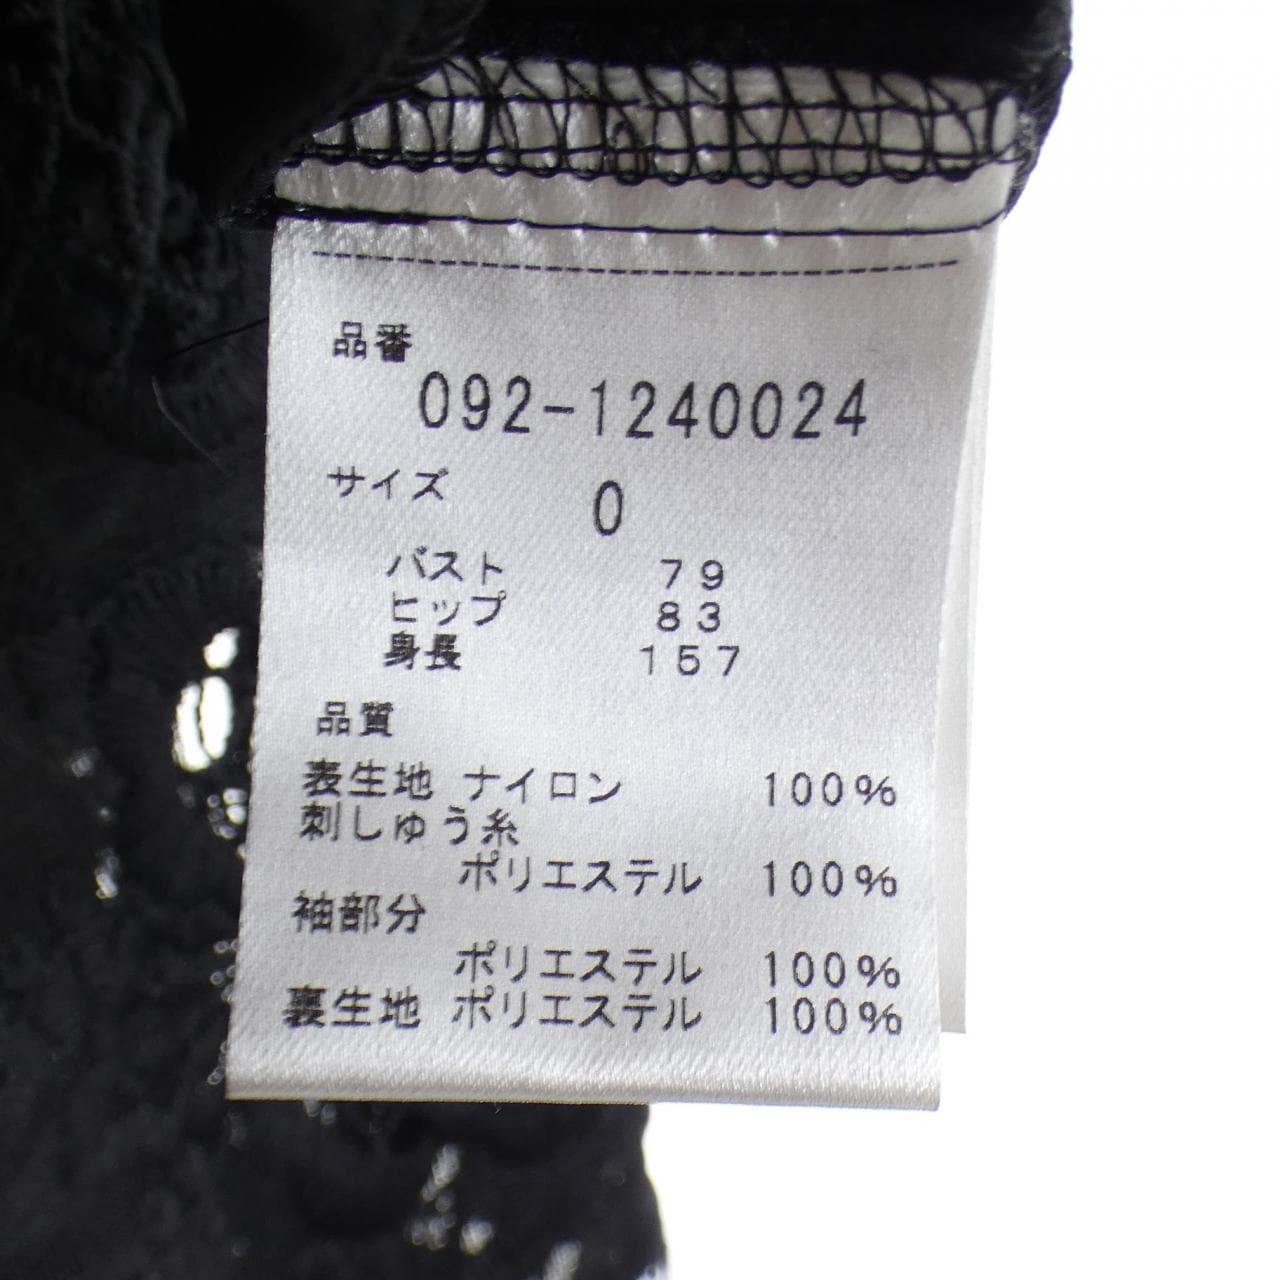 品番
092-1240024
サイズ 0
バスト 79
ヒップ 83
身長 157
品質
表生地 ナイロン 100%
刺しゅう糸
ポリエステル 100%
袖部分
ポリエステル 100%
裏生地 ポリエステル 100%